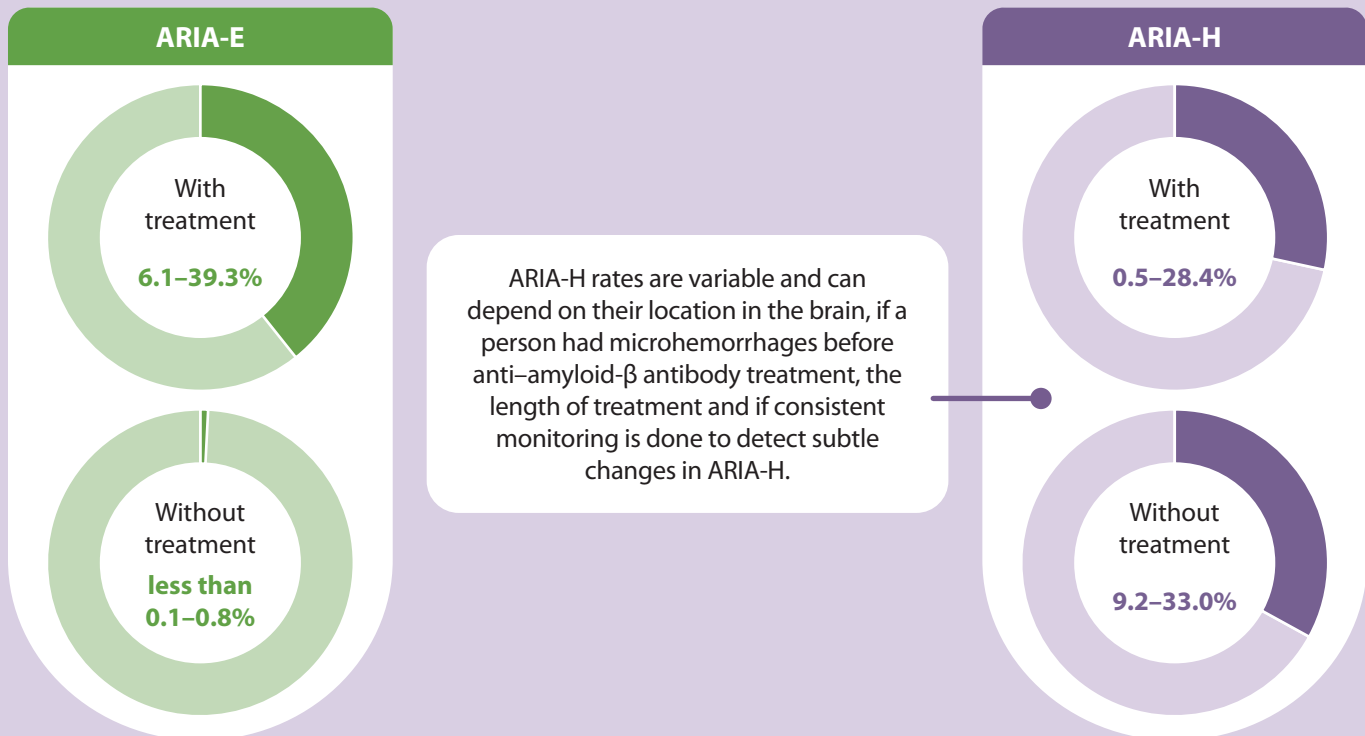 ARIA-E
With
treatment
6.1–39.3%
Without
treatment
less than
0.1–0.8%
ARIA-H rates are variable and can
depend on their location in the brain, if a
person had microhemorrhages before
anti–amyloid-β antibody treatment, the
length of treatment and if consistent
monitoring is done to detect subtle
changes in ARIA-H.
ARIA-H
With
treatment
0.5–28.4%
Without
treatment
9.2–33.0%